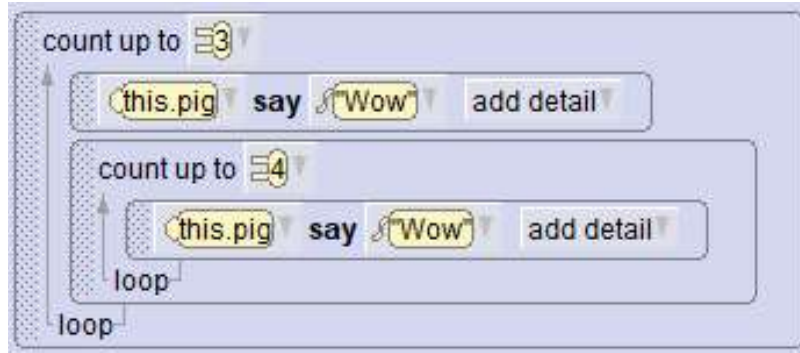 count up to 3
this.pig say "Wow" add detail
count up to 4
this.pig say "Wow" add detail
loop
loop